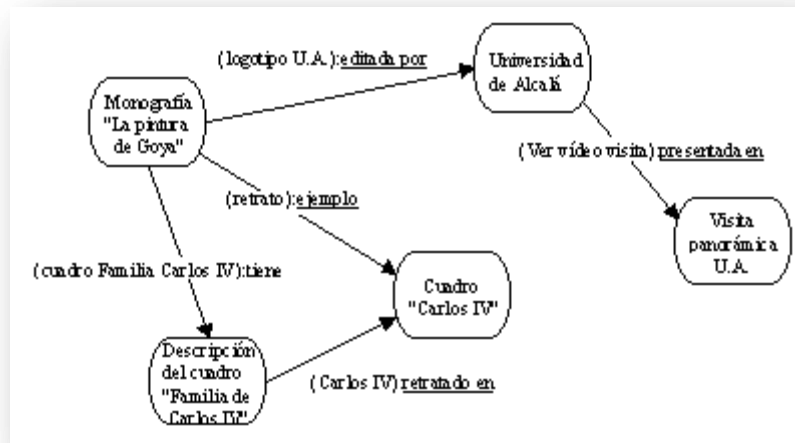 (logotipo U.A.):editada por
Universidad
de Alcalá
Monografía
"La pintura
de Goya"
(Ver vídeo visita) presentada en
(retrato):ejemplo
Visita
panorámica
U.A.
(cuadro Familia Carlos IV):tiene
Cuadro
"Carlos IV"
Descripción
del cuadro
"Familia de
Carlos IV"
(Carlos IV) retratado en